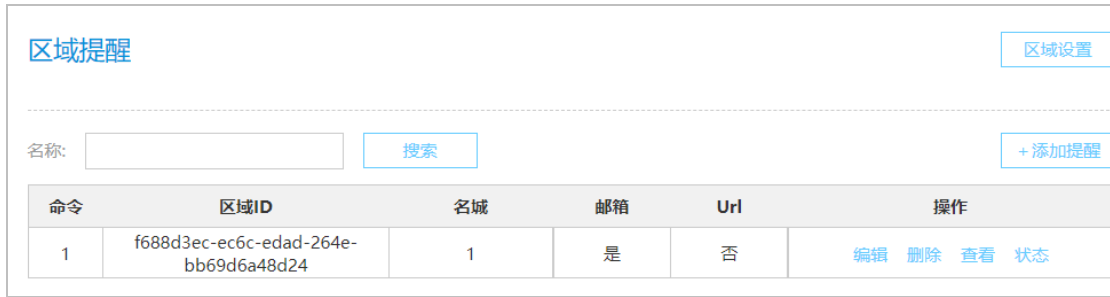 区域提醒
区域设置
名称:
搜索
+添加提醒
命令 区域ID 名城 邮箱 Url 操作
1 f688d3ec-ec6c-edad-264e-bb69d6a48d24 1 是 否 编辑 删除 查看 状态